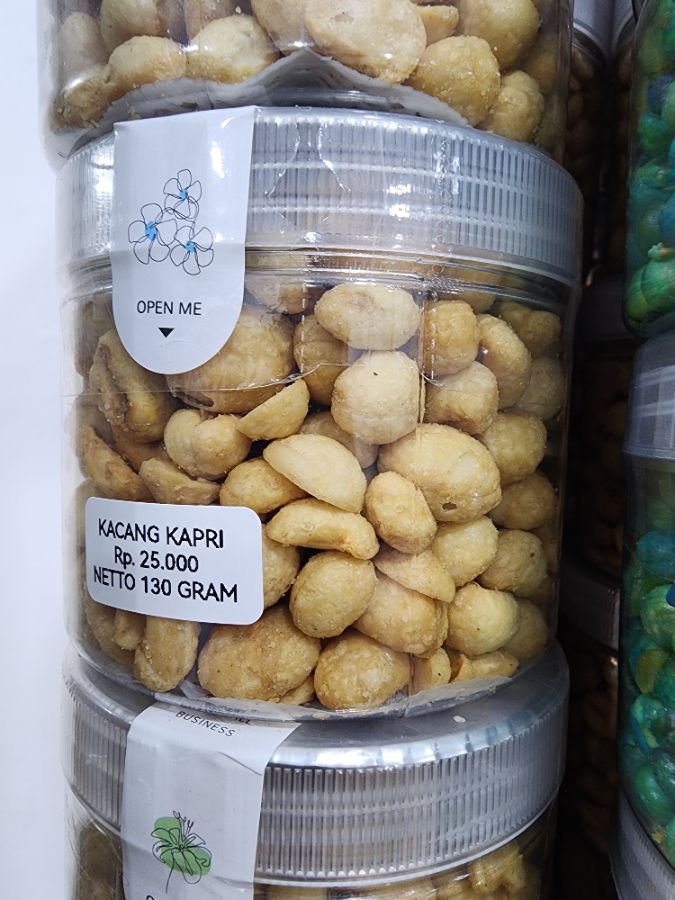 OPEN ME
KACANG KAPRI
Rp. 25.000
NETTO 130 GRAM
BUSINESS